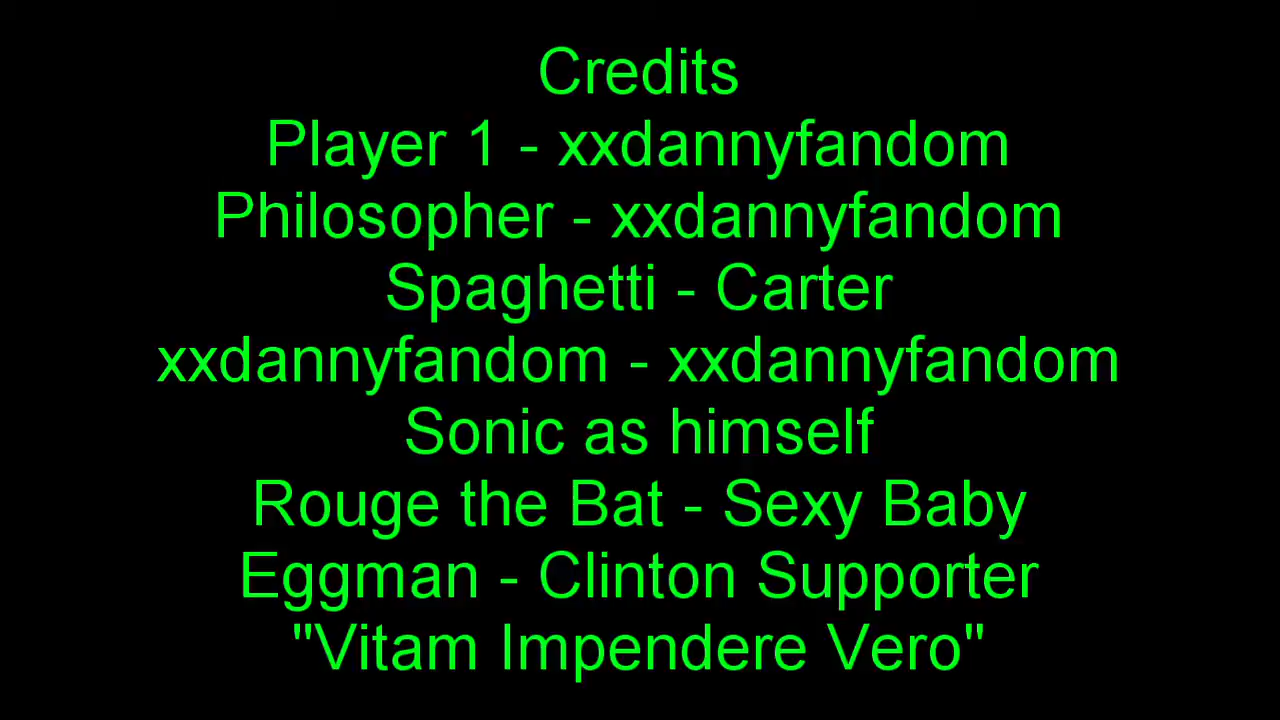 Credits
Player 1 - xxdannyfandom
Philosopher - xxdannyfandom
Spaghetti - Carter
xxdannyfandom - xxdannyfandom
Sonic as himself
Rouge the Bat - Sexy Baby
Eggman - Clinton Supporter
"Vitam Impendere Vero"